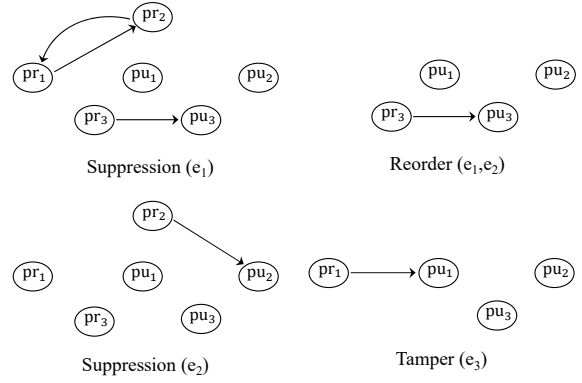 pr₂
pr₁ pu₁ pu₂
pr₃ pu₃
Suppression (e₁)
pu₁ pu₂
pr₃ pu₃
Reorder (e₁,e₂)
pr₂
pr₁ pu₁ pu₂
pr₃ pu₃
Suppression (e₂)
pr₁ pu₁ pu₂
pu₃
Tamper (e₃)